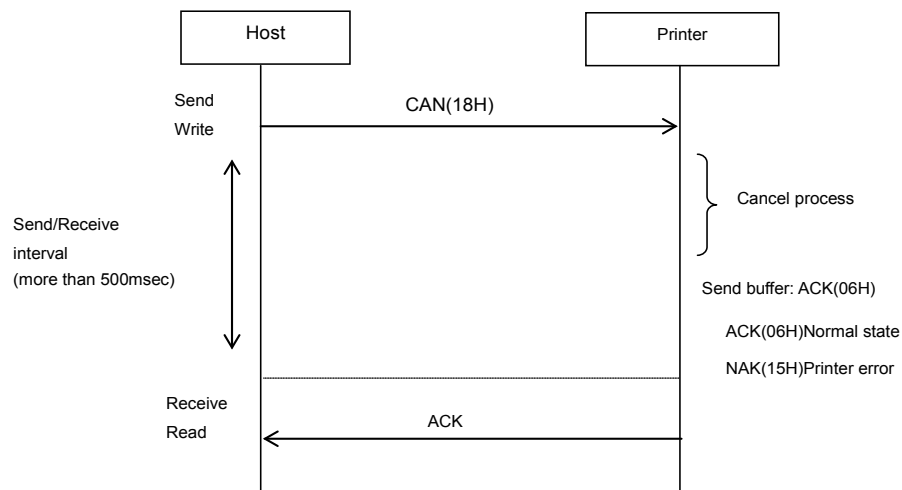 Host
Printer
Send
Write
CAN(18H)
Cancel process
Send/Receive
interval
(more than 500msec)
Send buffer: ACK(06H)
ACK(06H)Normal state
NAK(15H)Printer error
Receive
Read
ACK